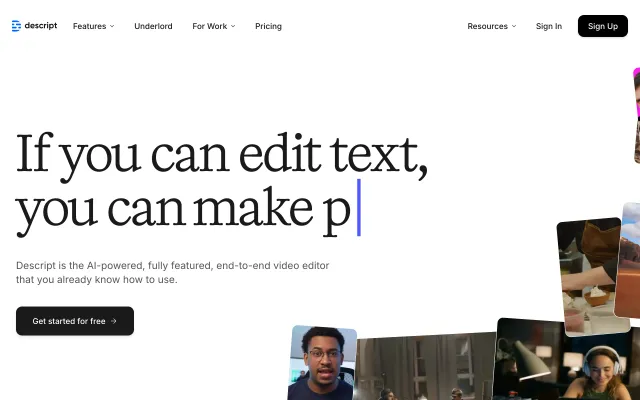 descript
Features
Underlord
For Work
Pricing
Resources
Sign In
Sign Up
If you can edit text,
you can make p
Descript is the AI-powered, fully featured, end-to-end video editor
that you already know how to use.
Get started for free →